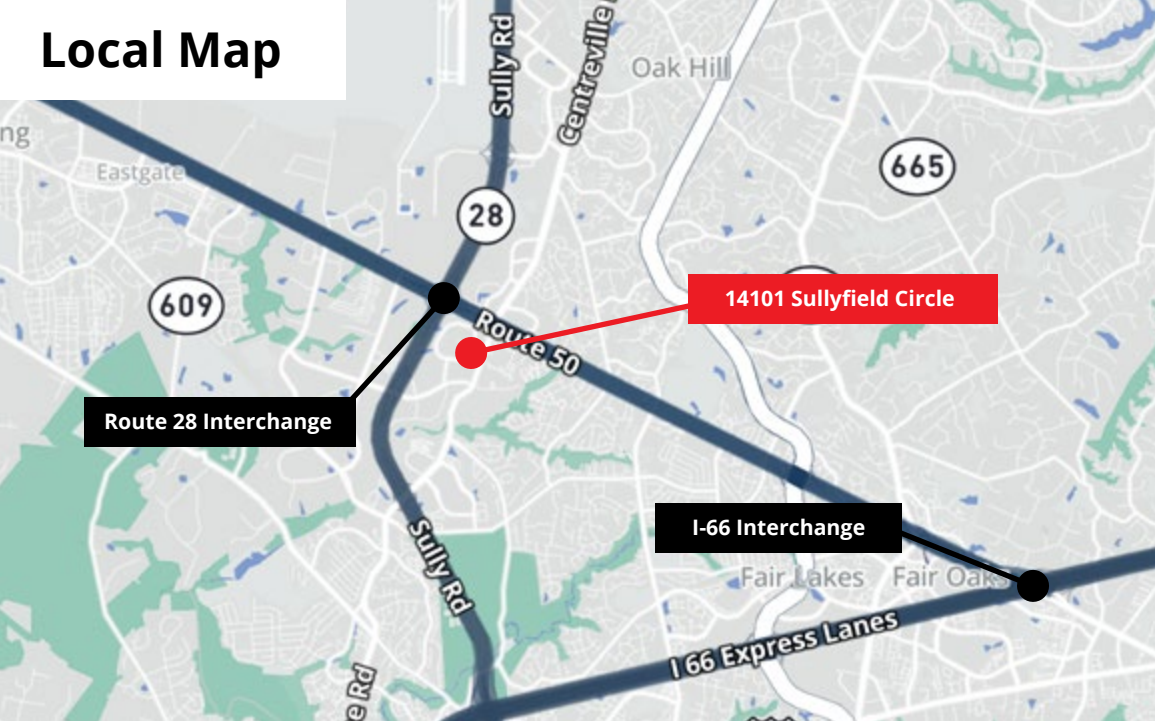 Local Map
Sully Rd
Centreville
Oak Hill
ng
Eastgate
665
28
609
14101 Sullyfield Circle
Route 50
Route 28 Interchange
I-66 Interchange
Sully Rd
Fair Lakes
Fair Oaks
I 66 Express Lanes
e Rd